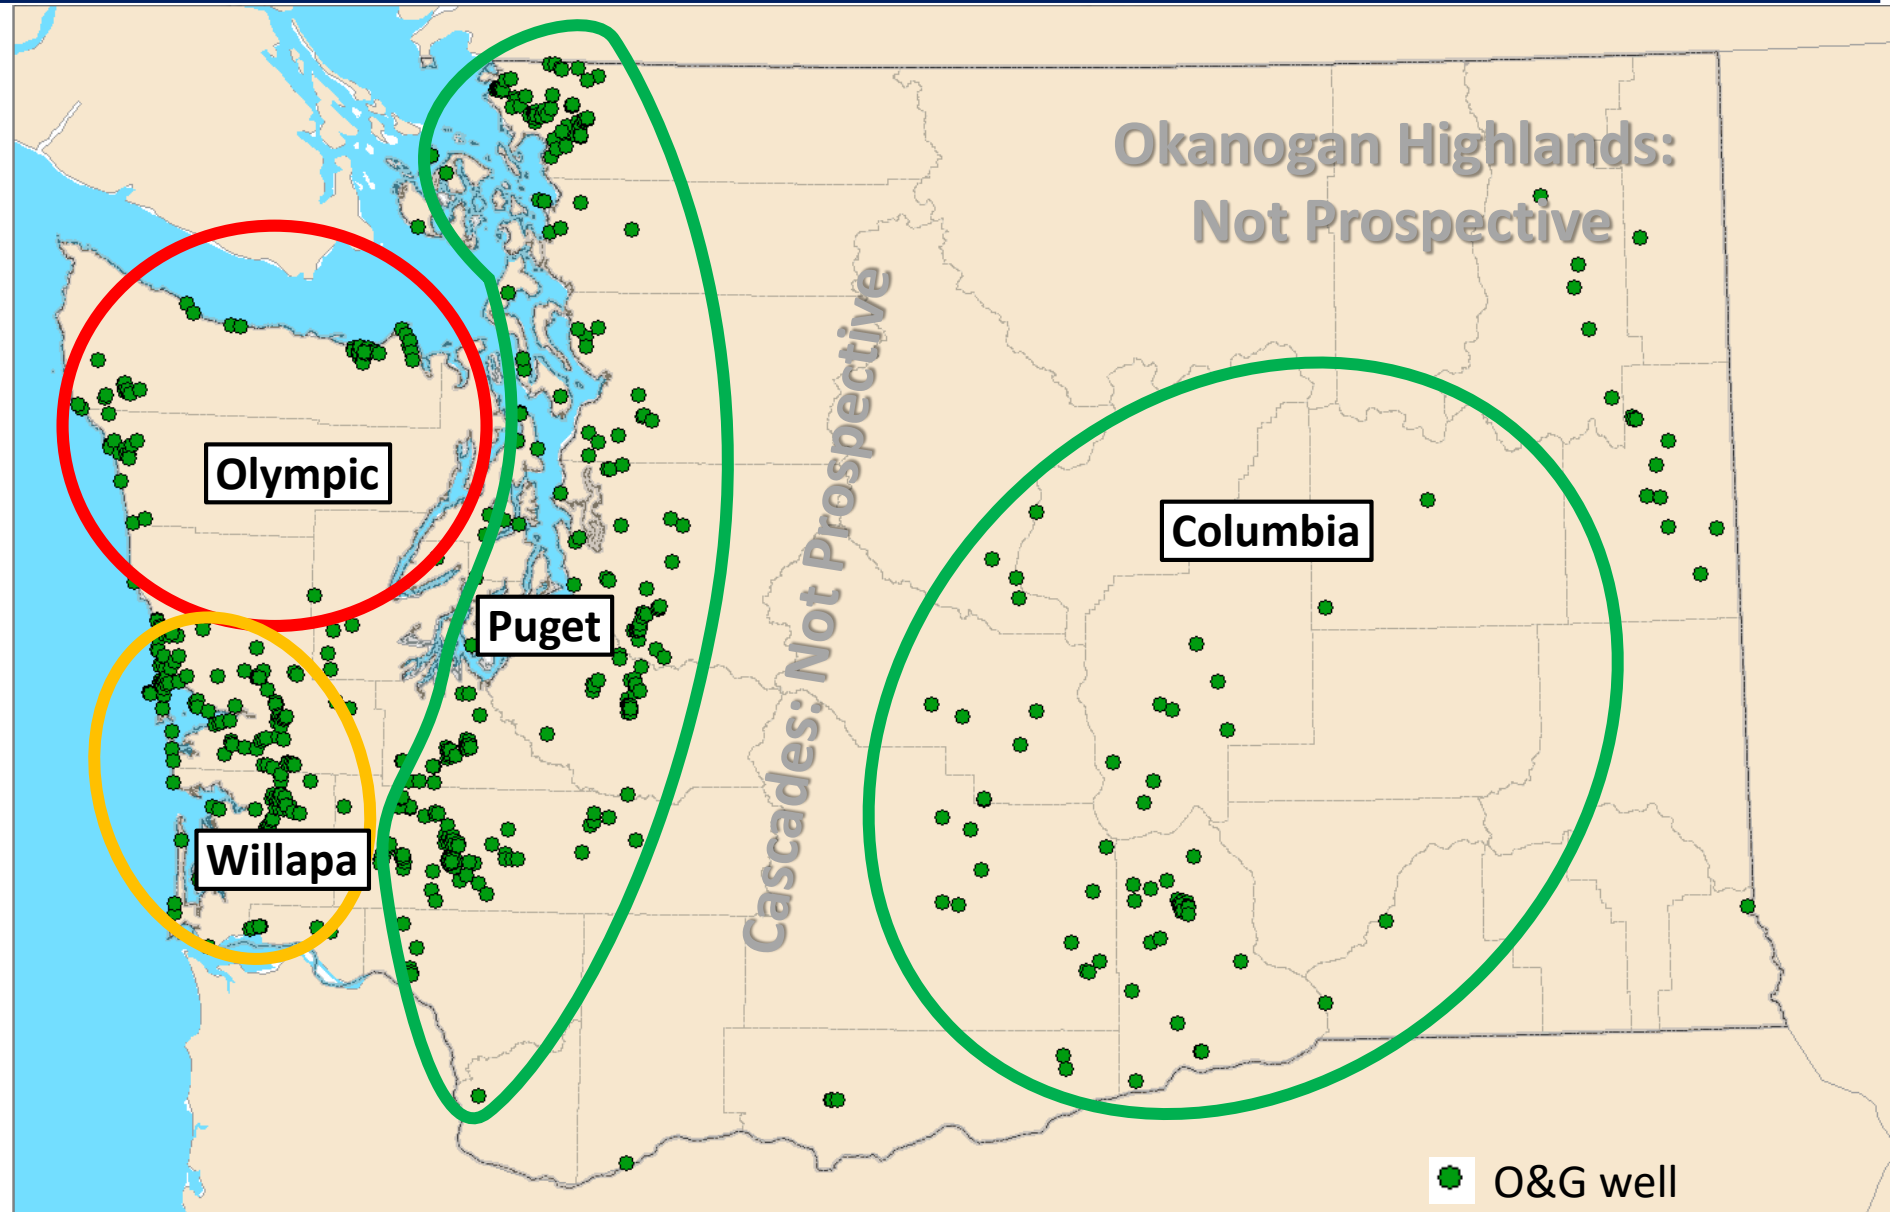 Okanogan Highlands:
Not Prospective
Cascades: Not Prospective
Olympic
Columbia
Puget
Willapa
O&G well